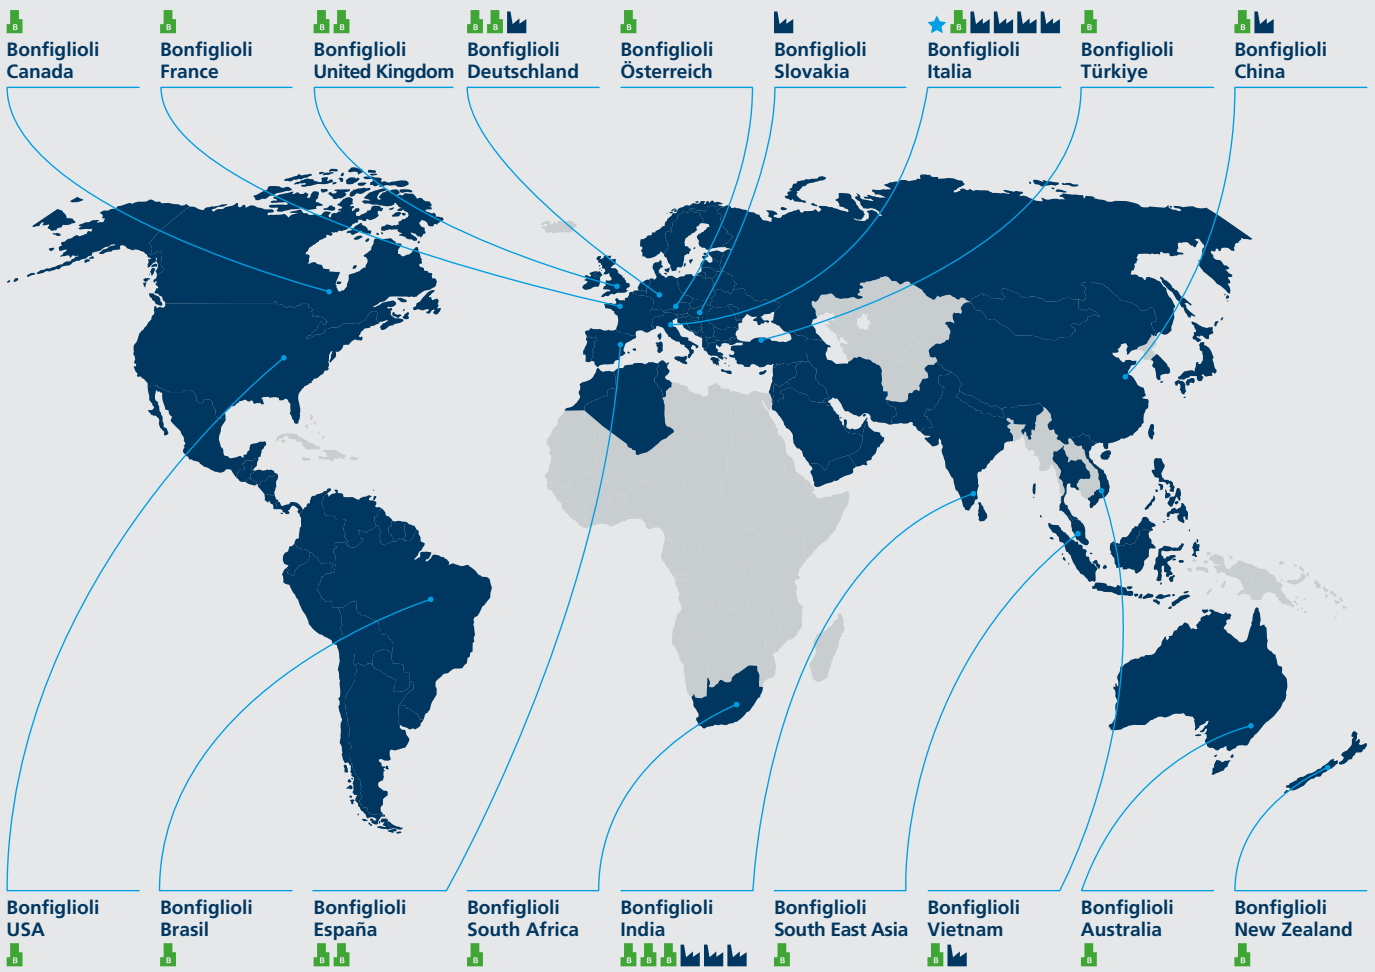 B
B
B B
B B
B
B
B
B
Bonfiglioli
Canada
Bonfiglioli
France
Bonfiglioli
United Kingdom
Bonfiglioli
Deutschland
Bonfiglioli
Österreich
Bonfiglioli
Slovakia
Bonfiglioli
Italia
Bonfiglioli
Türkiye
Bonfiglioli
China
Bonfiglioli
USA
Bonfiglioli
Brasil
Bonfiglioli
España
Bonfiglioli
South Africa
Bonfiglioli
India
Bonfiglioli
South East Asia
Bonfiglioli
Vietnam
Bonfiglioli
Australia
Bonfiglioli
New Zealand
B
B
B B
B
B B B
B
B
B
B